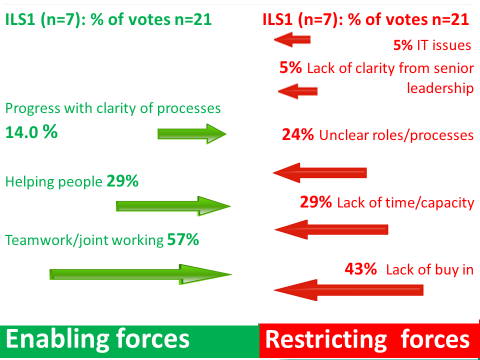 ILS1 (n=7): % of votes n=21
Progress with clarity of processes
14.0 %
Helping people 29%
Teamwork/joint working 57%
Enabling forces
ILS1 (n=7): % of votes n=21
5% IT issues
5% Lack of clarity from senior
leadership
24% Unclear roles/processes
29% Lack of time/capacity
43% Lack of buy in
Restricting forces